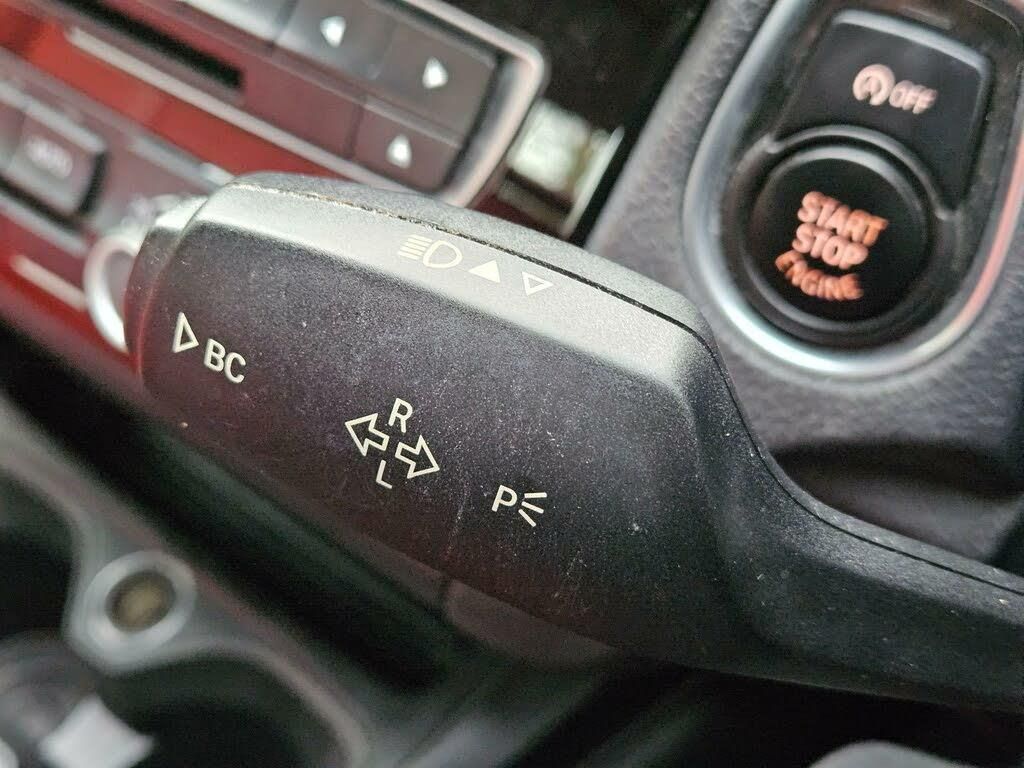 OFF
START
STOP
ENGINE
BC
R
L
P